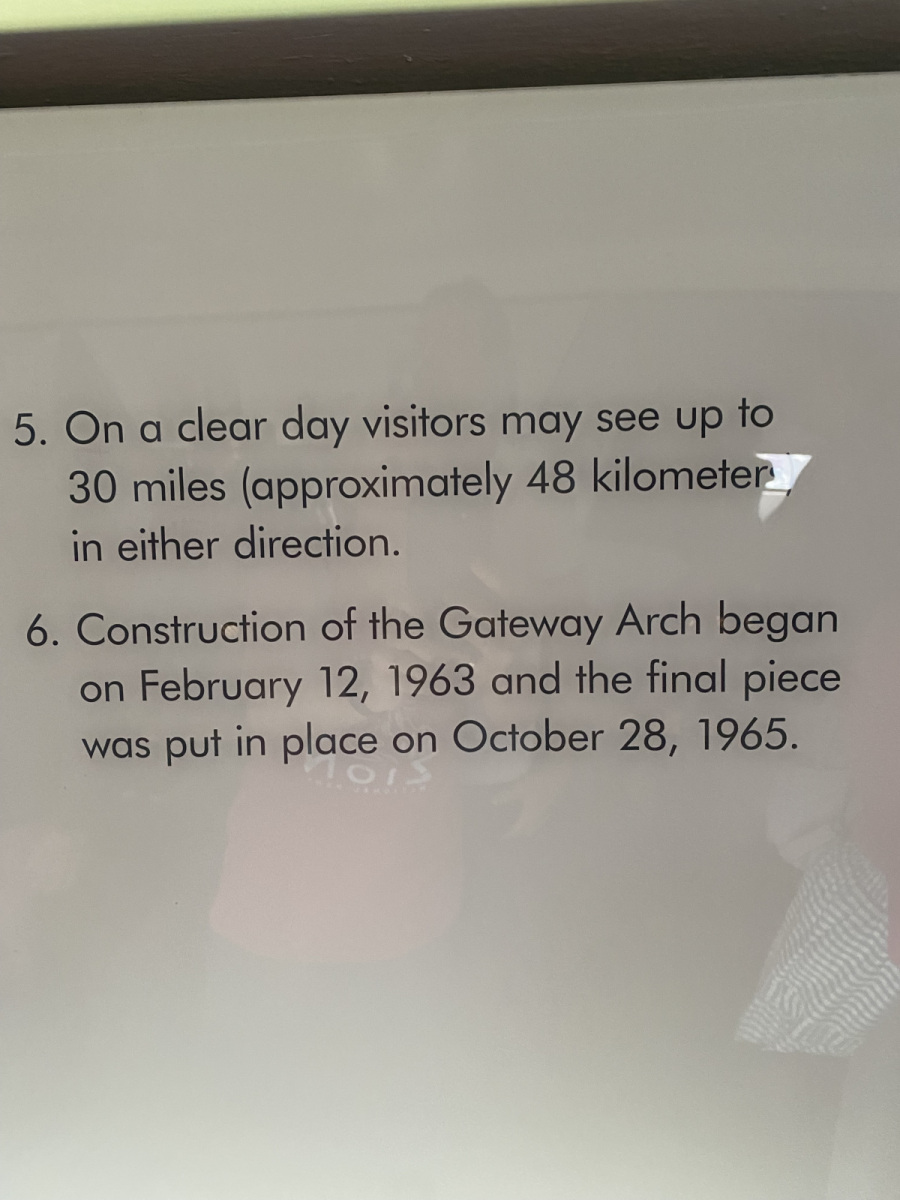 5. On a clear day visitors may see up to
30 miles (approximately 48 kilometers)
in either direction.
6. Construction of the Gateway Arch began
on February 12, 1963 and the final piece
was put in place on October 28, 1965.